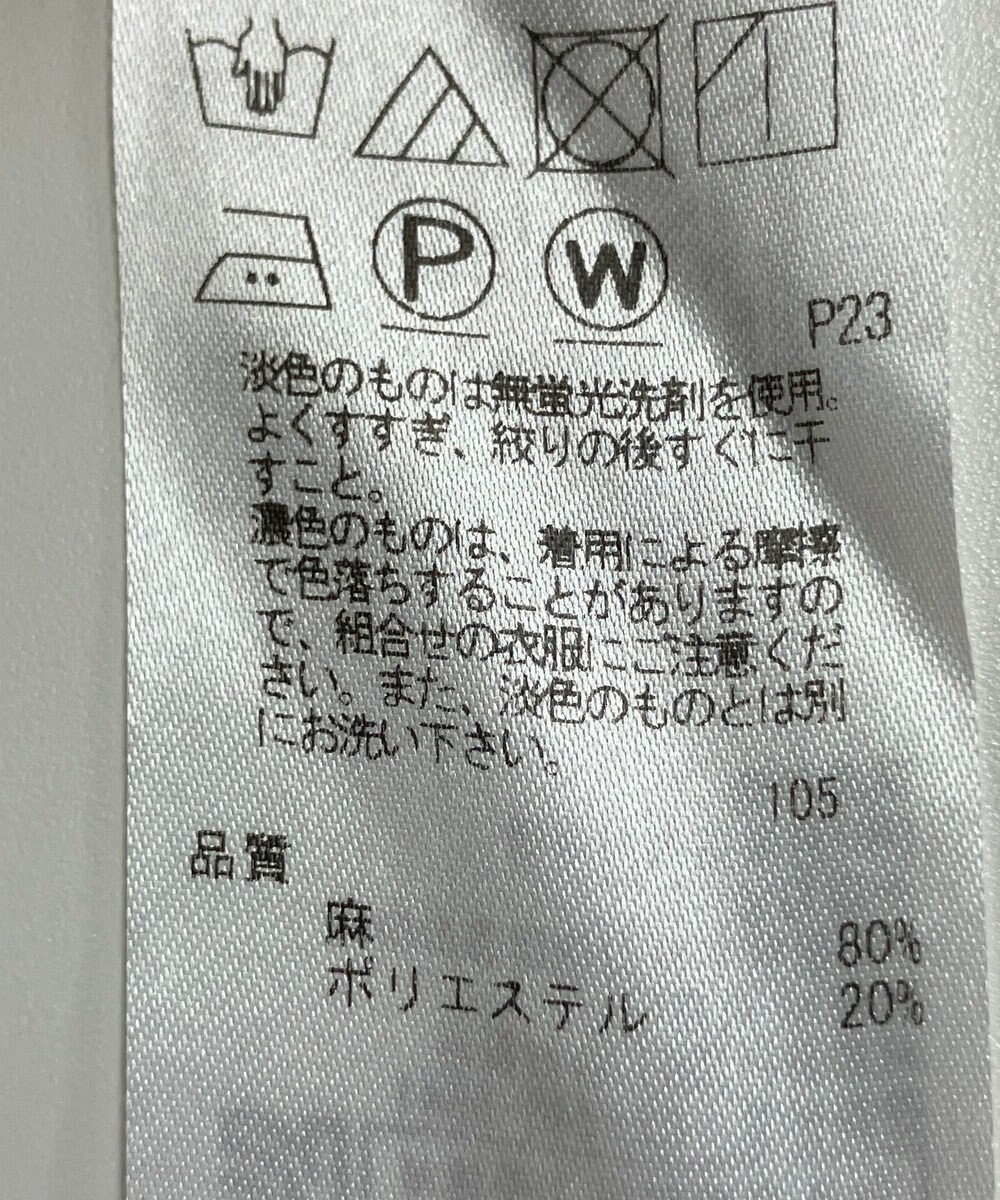 P
W
P23
淡色のものは無蛍光洗剤を使用。
よくすすぎ、絞りの後すぐに干
すこと。
濃色のものは、着用による摩擦
で色落ちすることがありますの
で、組合せの衣服にご注意くだ
さい。また、淡色のものとは別
にお洗い下さい。
105
品質
麻 80%
ポリエステル 20%